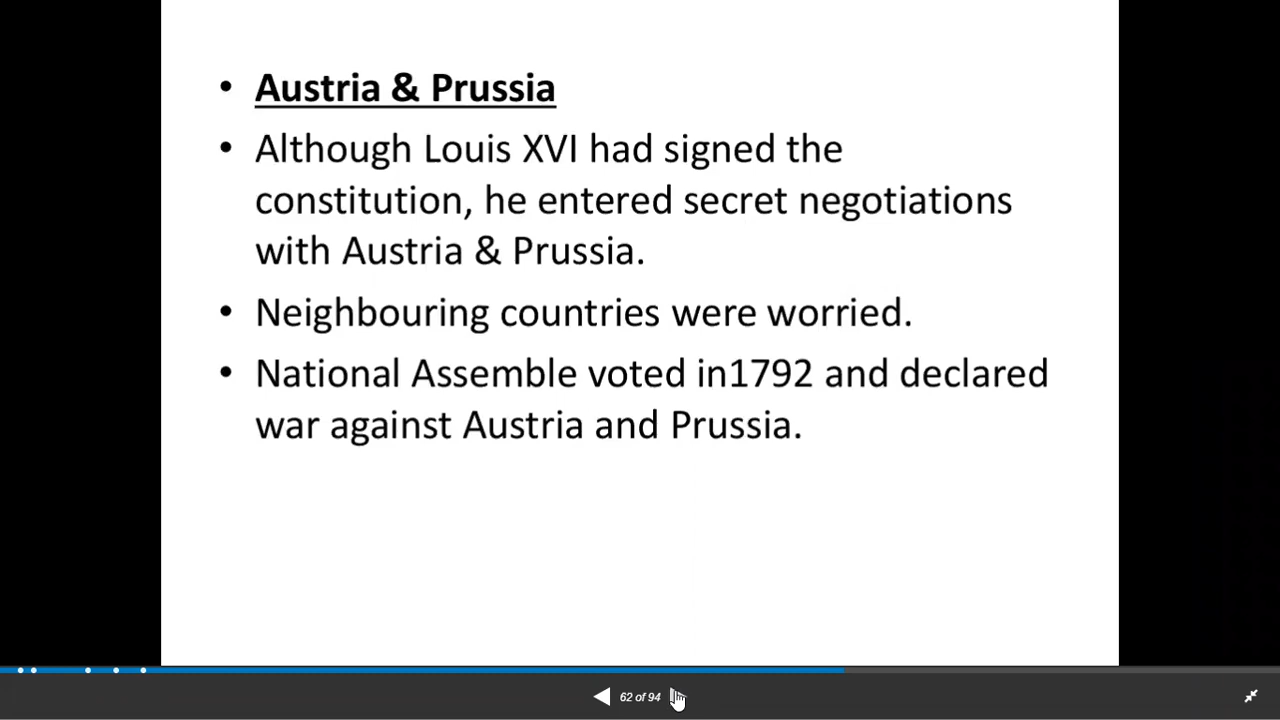 • Austria & Prussia
• Although Louis XVI had signed the
constitution, he entered secret negotiations
with Austria & Prussia.
• Neighbouring countries were worried.
• National Assemble voted in1792 and declared
war against Austria and Prussia.
62 of 94